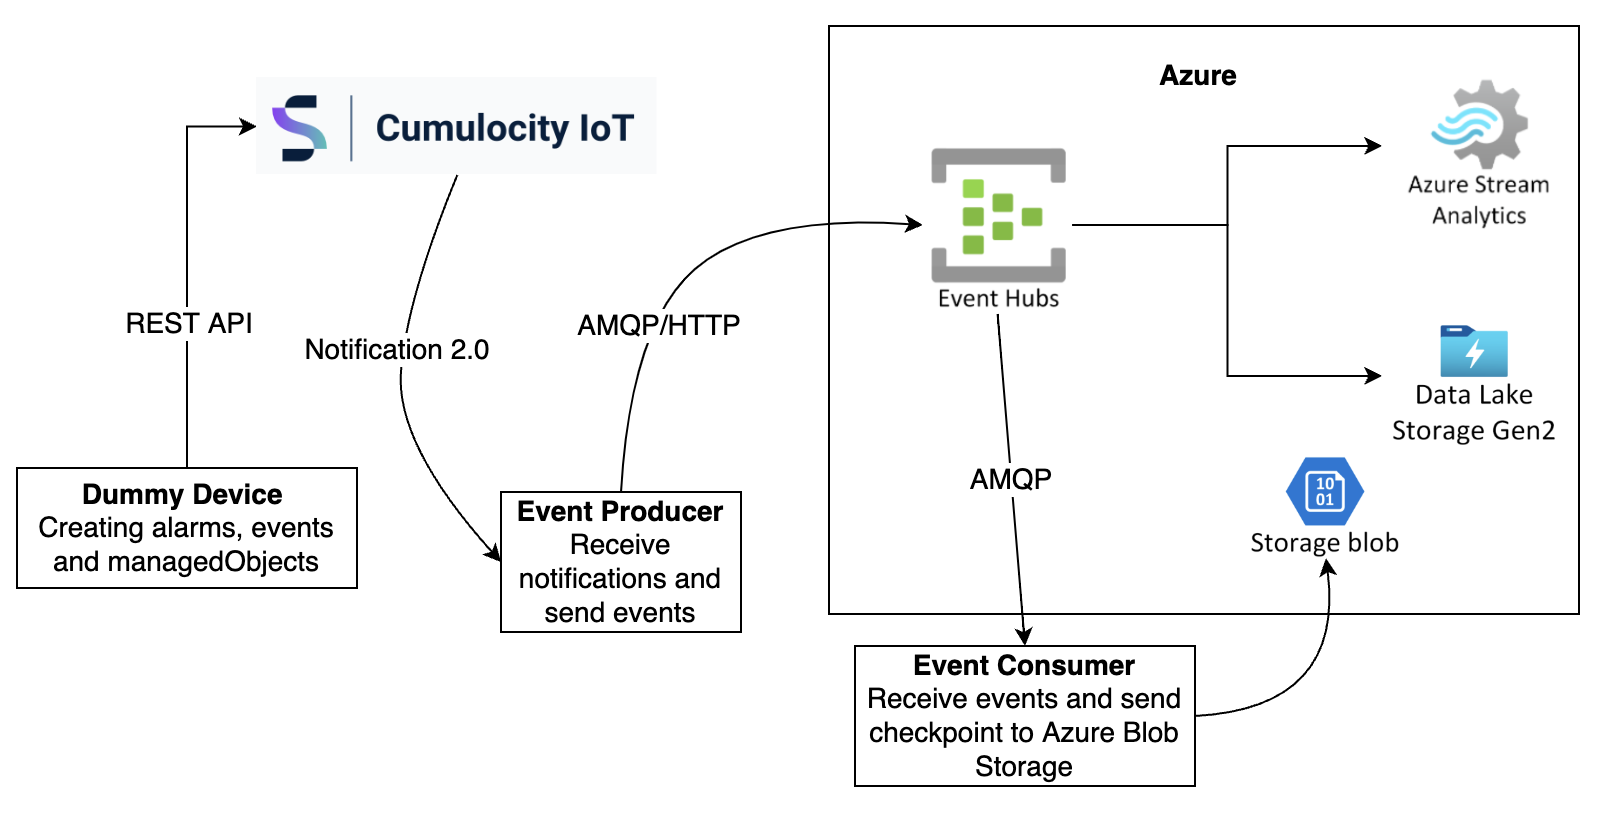 Azure
Cumulocity IoT
Azure Stream
Analytics
Event Hubs
REST API
Notification 2.0
AMQP/HTTP
Data Lake
Storage Gen2
AMQP
10
01
Storage blob
Dummy Device
Creating alarms, events
and managedObjects
Event Producer
Receive
notifications and
send events
Event Consumer
Receive events and send
checkpoint to Azure Blob
Storage